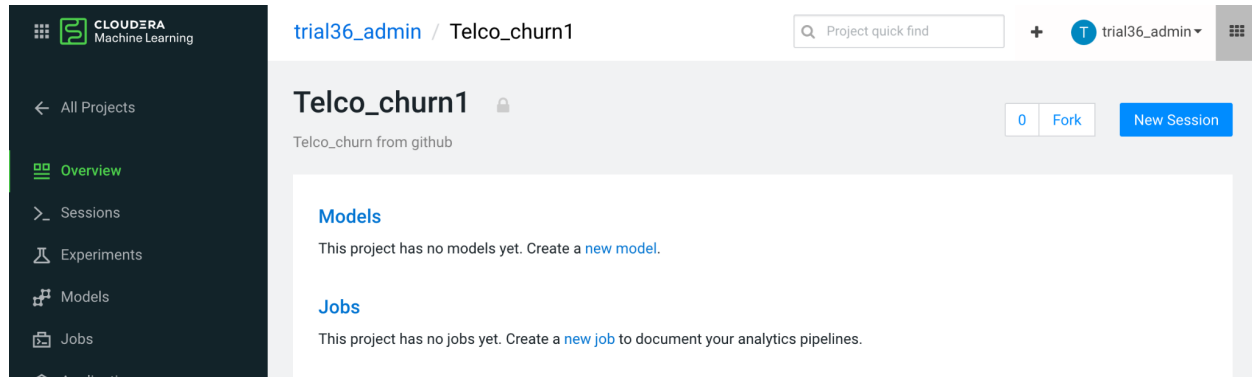 CLOUDERA
Machine Learning
trial36_admin / Telco_churn1
Project quick find
+
T
trial36_admin
All Projects
Telco_churn1
Telco_churn from github
0
Fork
New Session
Overview
Sessions
Experiments
Models
Jobs
Models
This project has no models yet. Create a new model.
Jobs
This project has no jobs yet. Create a new job to document your analytics pipelines.